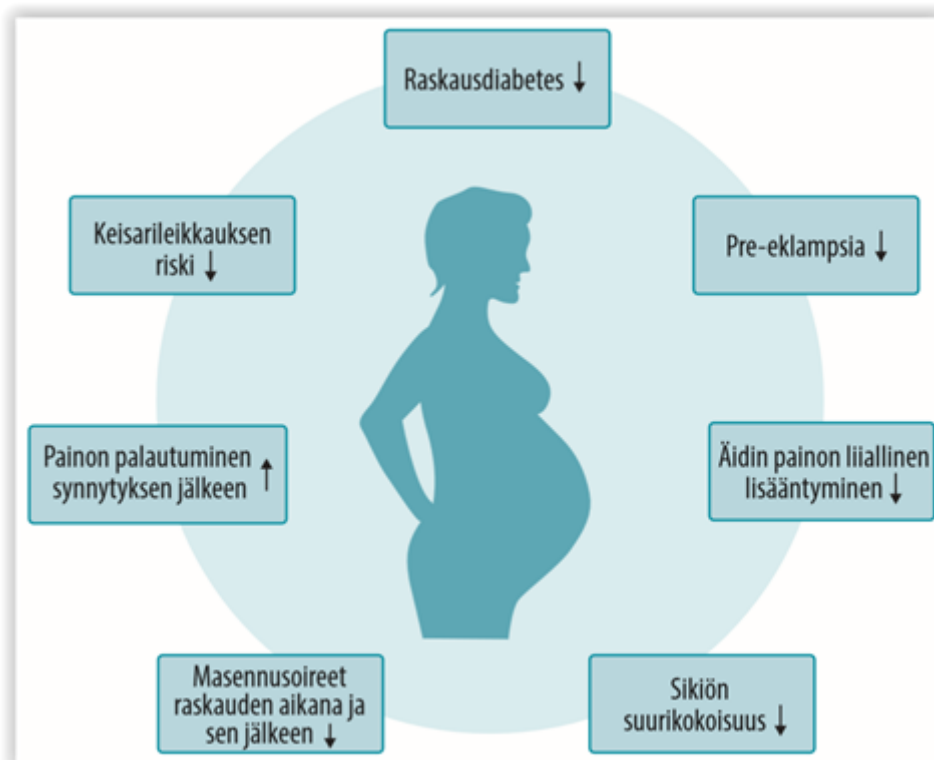 Raskausdiabetes ↓
Keisarileikkauksen
riski ↓
Pre-eklampsia ↓
Painon palautuminen
synnytyksen jälkeen ↑
Äidin painon liiallinen
lisääntyminen ↓
Masennusoireet
raskauden aikana ja
sen jälkeen ↓
Sikiön
suurikokoisuus ↓